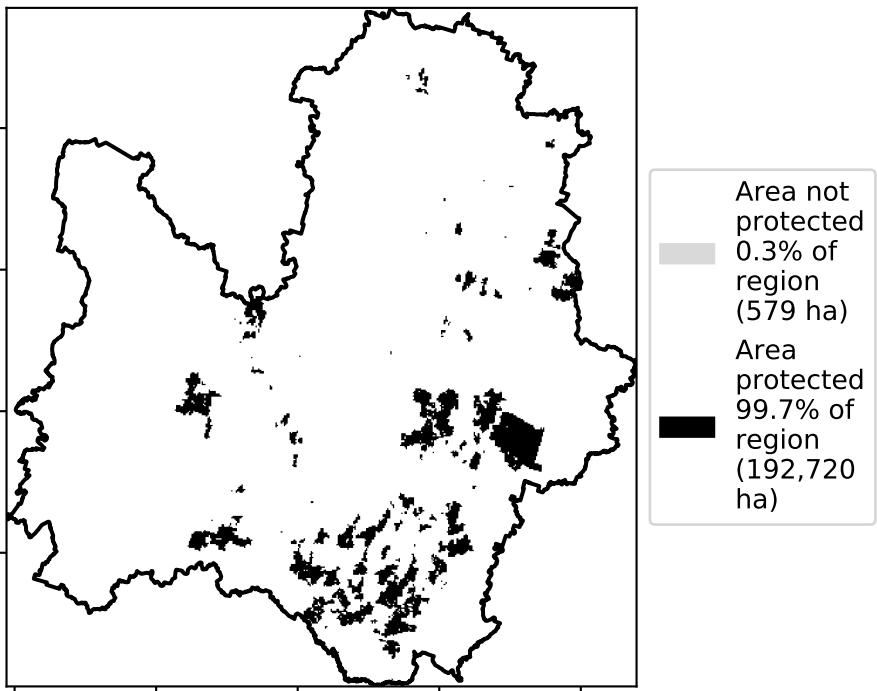 Area not
protected
0.3% of
region
(579 ha)
Area
protected
99.7% of
region
(192,720
ha)